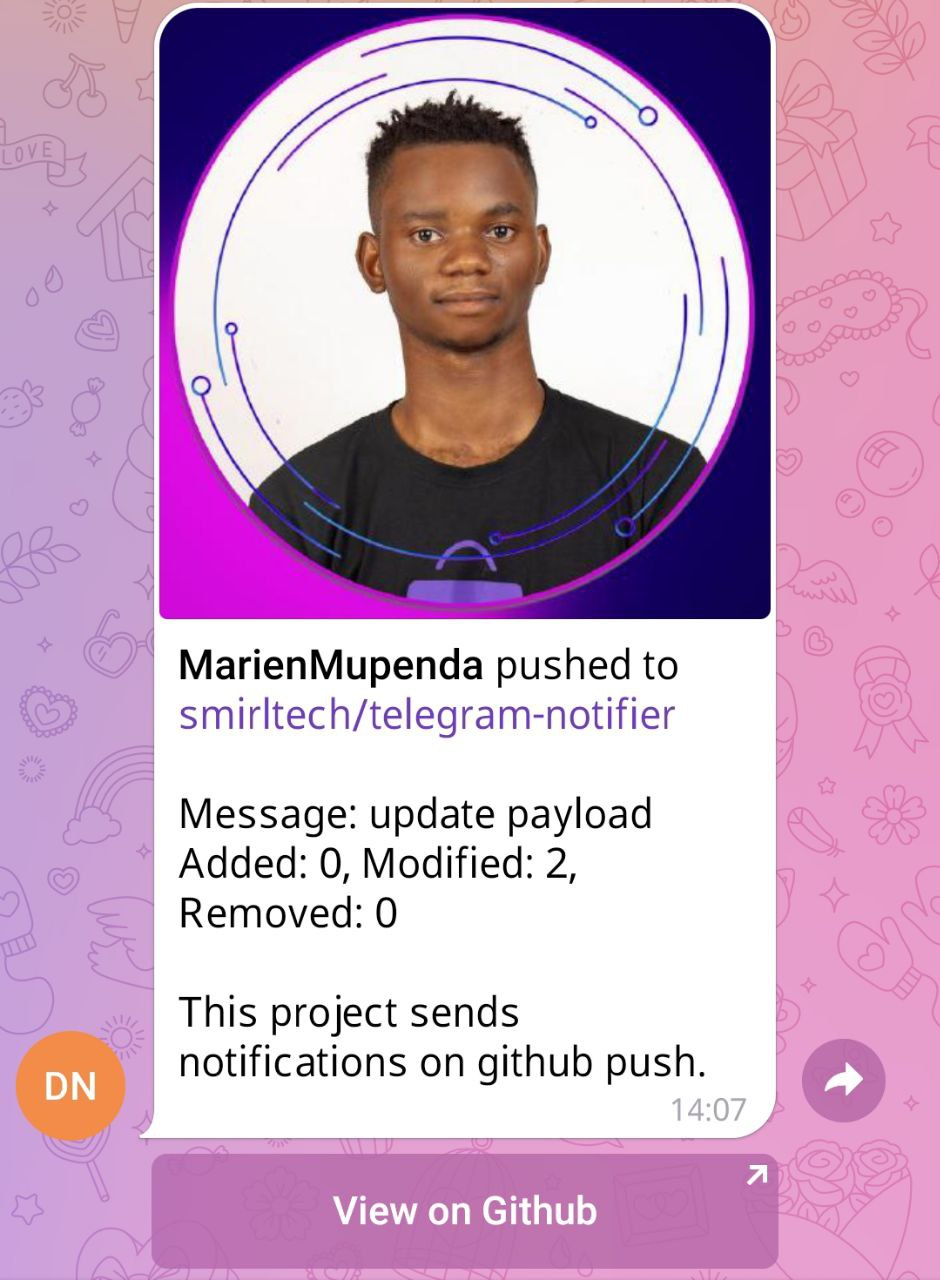 LOVE
MarienMupenda pushed to
smirltech/telegram-notifier
Message: update payload
Added: 0, Modified: 2,
Removed: 0
This project sends
notifications on github push.
14:07
DN
View on Github